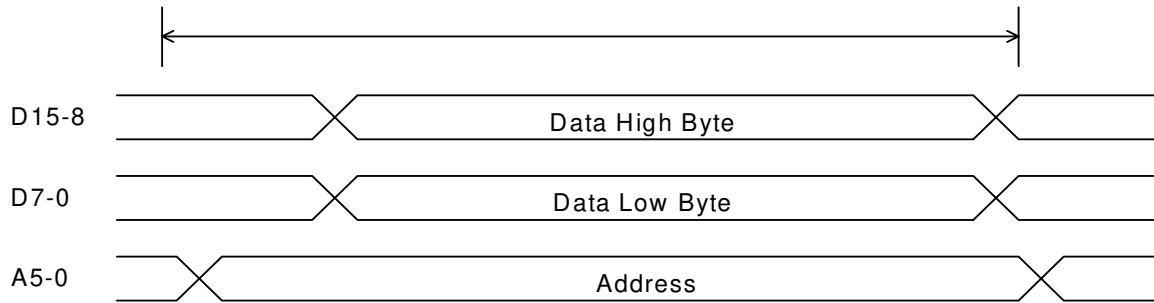 D15-8 Data High Byte
D7-0 Data Low Byte
A5-0 Address